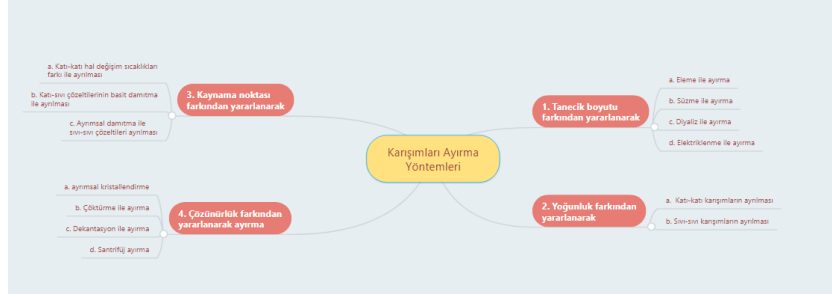 Karışımları Ayırma
Yöntemleri
1. Tanecik boyutu
farkından yararlanarak
a. Eleme ile ayırma
b. Süzme ile ayırma
c. Diyaliz ile ayırma
d. Elektriklenme ile ayırma
2. Yoğunluk farkından
yararlanarak
a. Katı-katı karışımların ayrılması
b. Sıvı-sıvı karışımların ayrılması
3. Kaynama noktası
farkından yararlanarak
a. Katı-katı hal değişim sıcaklıkları
farkı ile ayrılması
b. Katı-sıvı çözeltilerinin basit damıtma
ile ayrılması
c. Ayrımsal damıtma ile
sıvı-sıvı çözeltileri ayrılması
4. Çözünürlük farkından
yararlanarak ayırma
a. ayrımsal kristallendirme
b. Çöktürme ile ayırma
c. Dekantasyon ile ayırma
d. Santrifüj ayırma